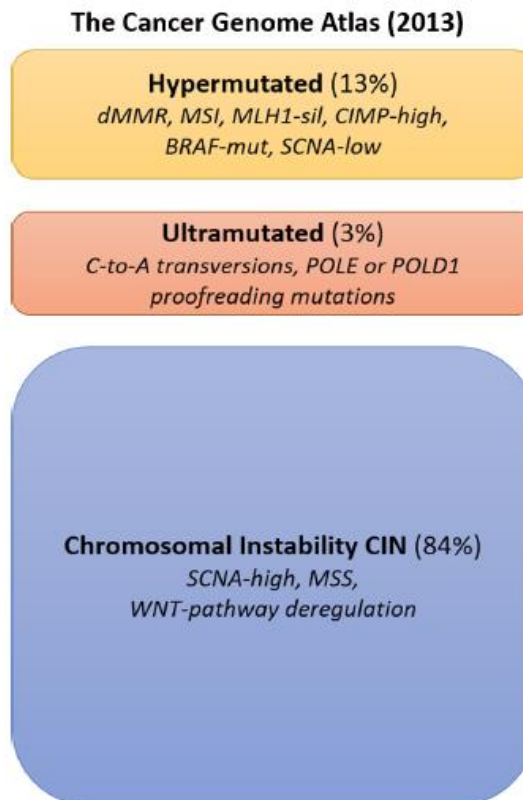 The Cancer Genome Atlas (2013)
Hypermutated (13%)
dMMR, MSI, MLH1-sil, CIMP-high,
BRAF-mut, SCNA-low
Ultramutated (3%)
C-to-A transversions, POLE or POLD1
proofreading mutations
Chromosomal Instability CIN (84%)
SCNA-high, MSS,
WNT-pathway deregulation